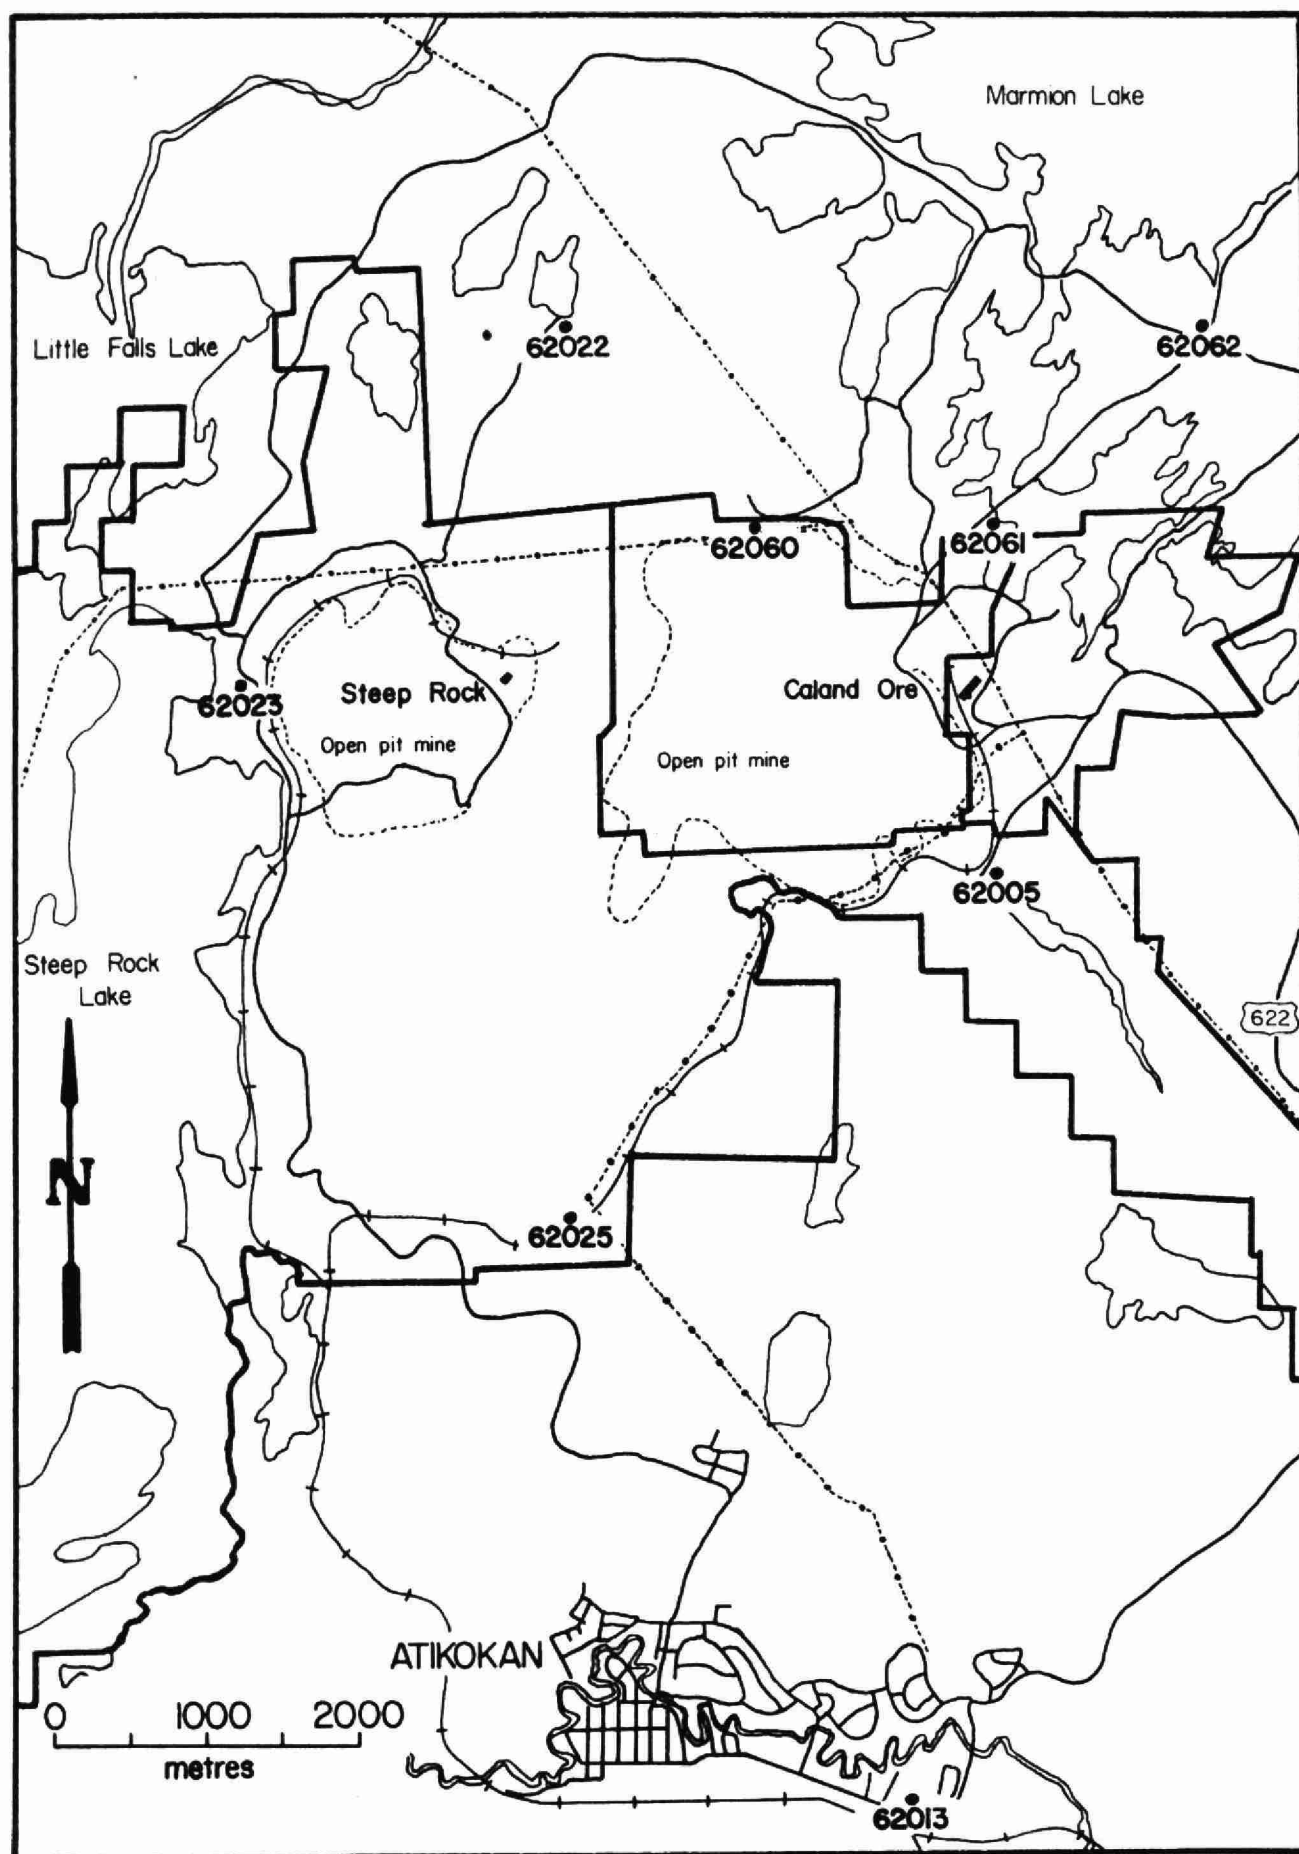 Marmion Lake
Little Falls Lake
62022
62062
62060
62061
62023
Steep Rock
Caland Ore
Open pit mine
Open pit mine
62005
Steep Rock
Lake
622
N
62025
ATIKOKAN
0 1000 2000
metres
62013